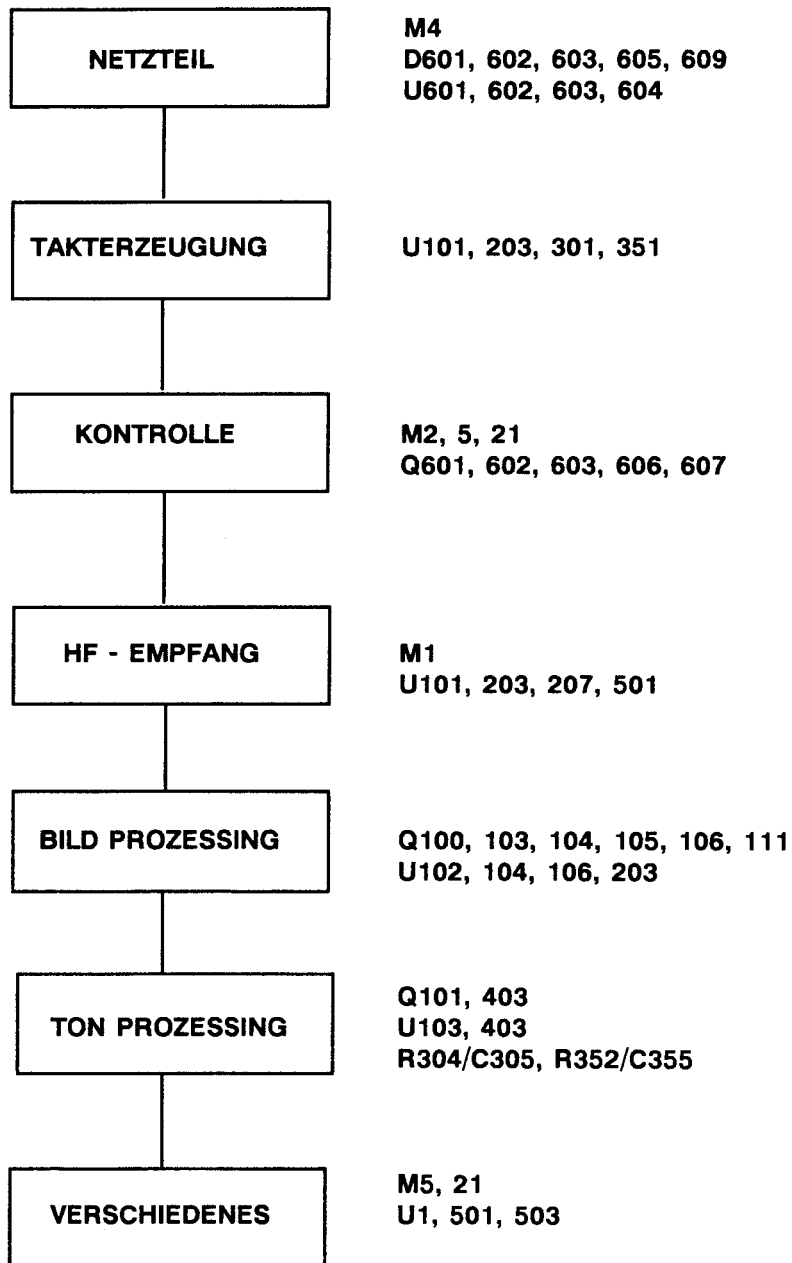 NETZTEIL
M4
D601, 602, 603, 605, 609
U601, 602, 603, 604
TAKTERZEUGUNG
U101, 203, 301, 351
KONTROLLE
M2, 5, 21
Q601, 602, 603, 606, 607
HF - EMPFANG
M1
U101, 203, 207, 501
BILD PROZESSING
Q100, 103, 104, 105, 106, 111
U102, 104, 106, 203
TON PROZESSING
Q101, 403
U103, 403
R304/C305, R352/C355
VERSCHIEDENES
M5, 21
U1, 501, 503